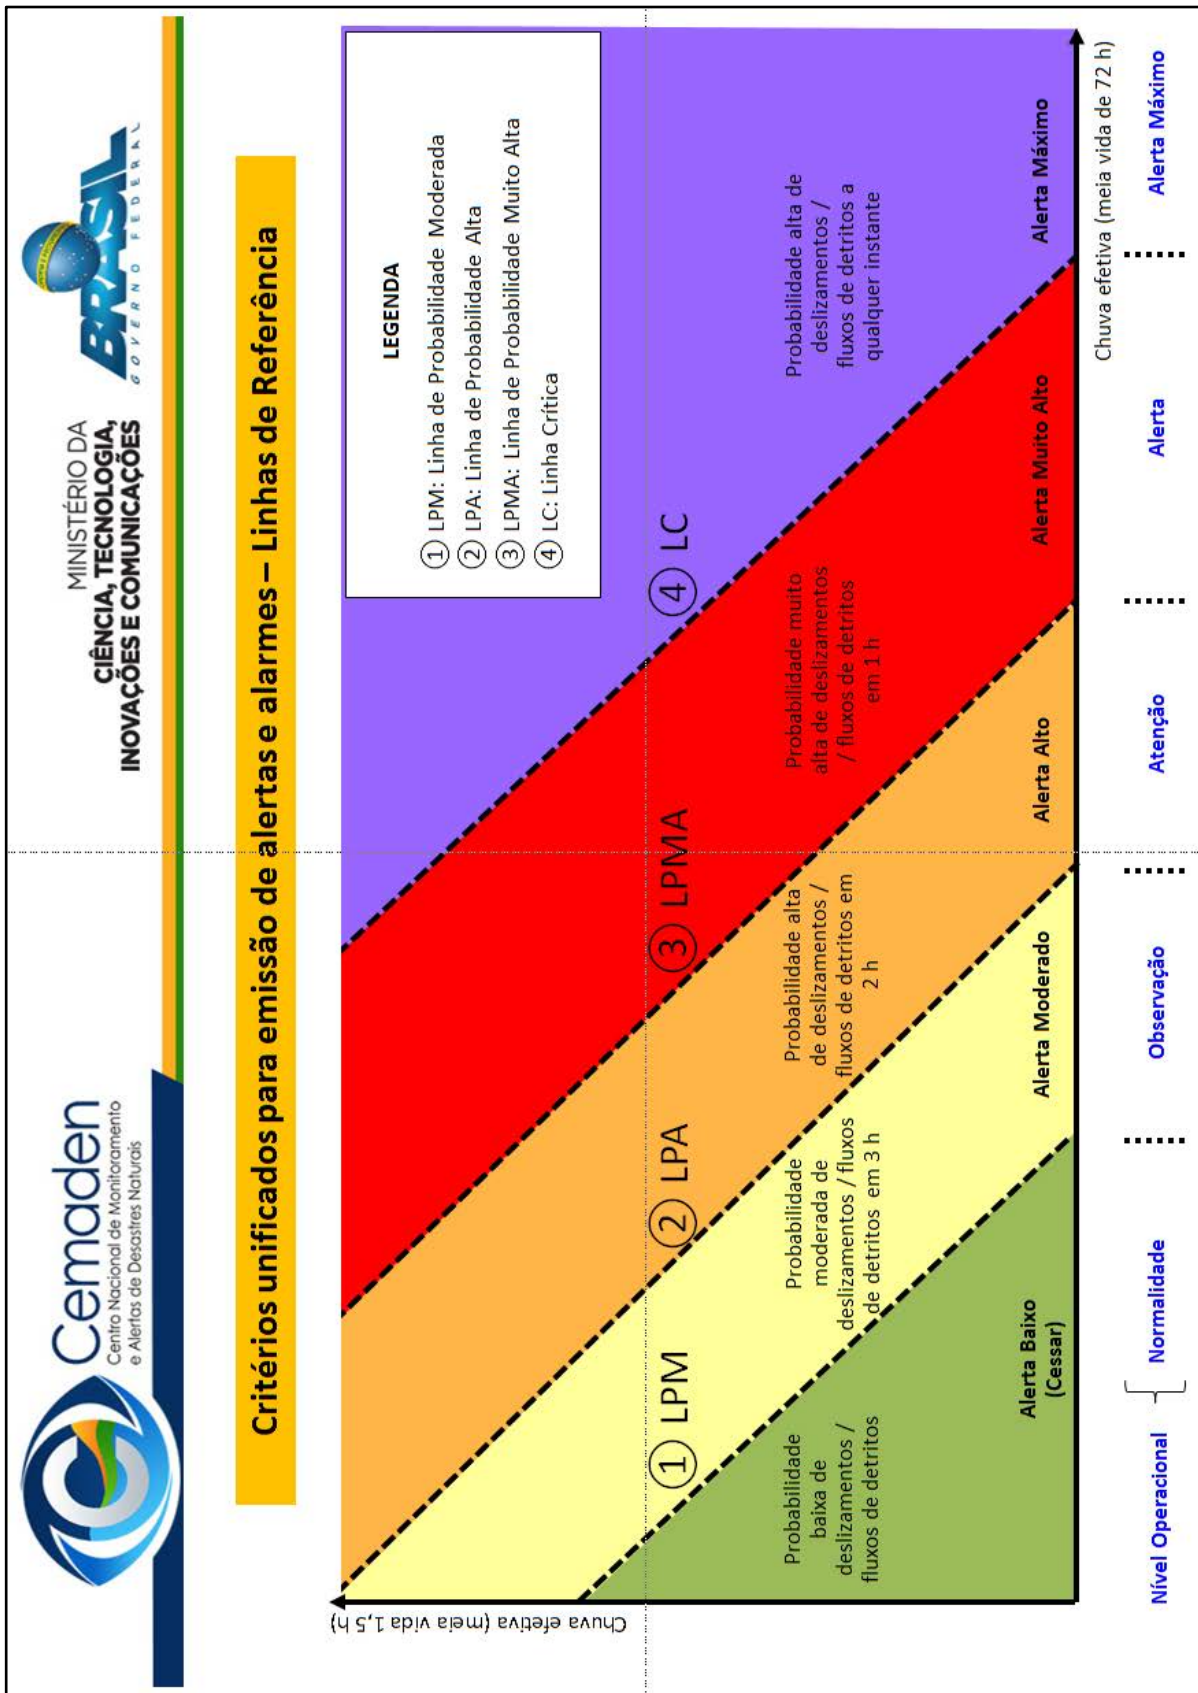 Cemaden
Centro Nacional de Monitoramento
e Alertas de Desastres Naturais
MINISTÉRIO DA
CIÊNCIA, TECNOLOGIA,
INOVAÇÕES E COMUNICAÇÕES
BRASIL
GOVERNO FEDERAL
Critérios unificados para emissão de alertas e alarmes – Linhas de Referência
LEGENDA
① LPM: Linha de Probabilidade Moderada
② LPA: Linha de Probabilidade Alta
③ LPMA: Linha de Probabilidade Muito Alta
④ LC: Linha Crítica
Chuva efetiva (meia vida 1,5 h)
① LPM
② LPA
③ LPMA
④ LC
Probabilidade
baixa de
deslizamentos /
fluxos de detritos
Probabilidade
moderada de
deslizamentos / fluxos
de detritos em 3 h
Probabilidade alta
de deslizamentos /
fluxos de detritos em
2 h
Probabilidade muito
alta de deslizamentos
/ fluxos de detritos
em 1 h
Probabilidade alta de
deslizamentos /
fluxos de detritos a
qualquer instante
Alerta Baixo
(Cessar)
Alerta Moderado
Alerta Alto
Alerta Muito Alto
Alerta Máximo
Chuva efetiva (meia vida de 72 h)
Nível Operacional
Normalidade
Observação
Atenção
Alerta
Alerta Máximo